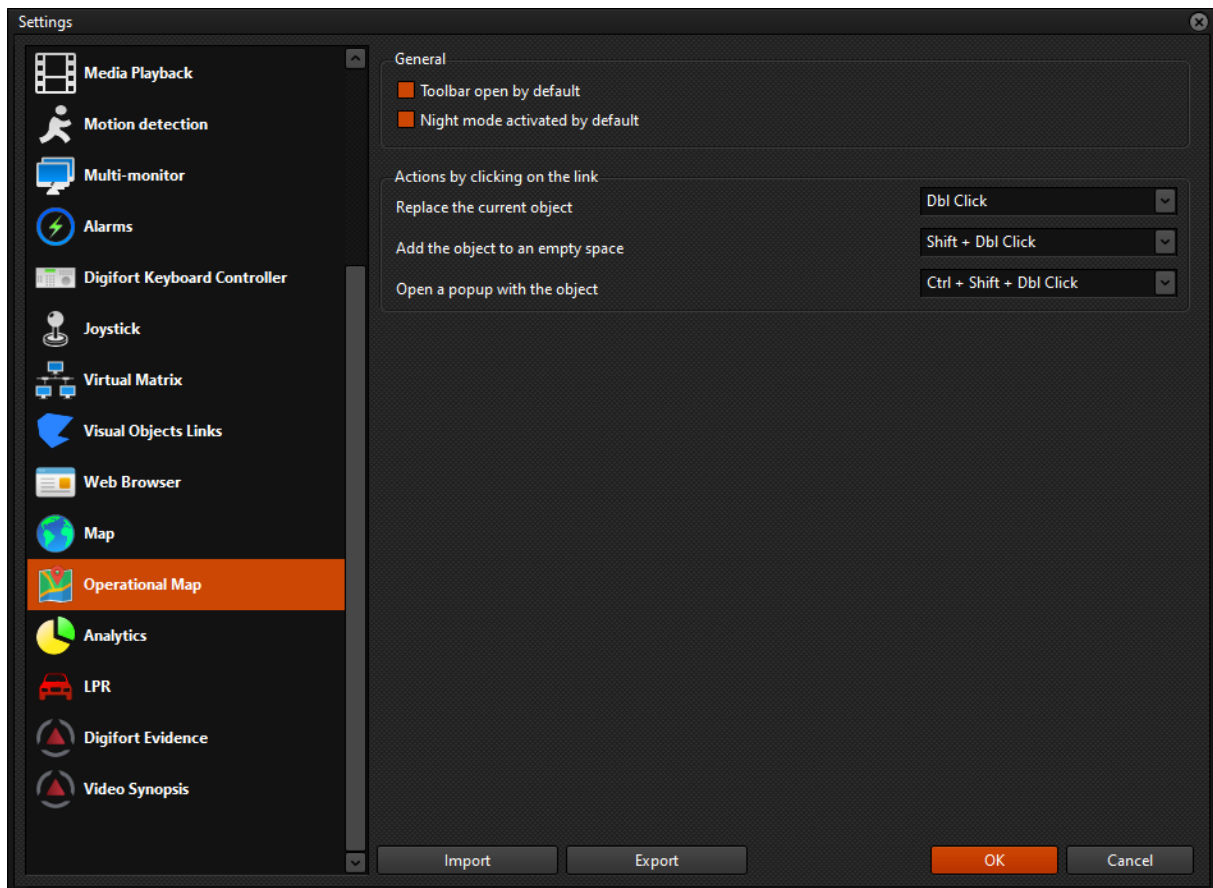 Settings
Media Playback
Motion detection
Multi-monitor
Alarms
Digifort Keyboard Controller
Joystick
Virtual Matrix
Visual Objects Links
Web Browser
Map
Operational Map
Analytics
LPR
Digifort Evidence
Video Synopsis
General
Toolbar open by default
Night mode activated by default
Actions by clicking on the link
Replace the current object
Dbl Click
Add the object to an empty space
Shift + Dbl Click
Open a popup with the object
Ctrl + Shift + Dbl Click
Import
Export
OK
Cancel